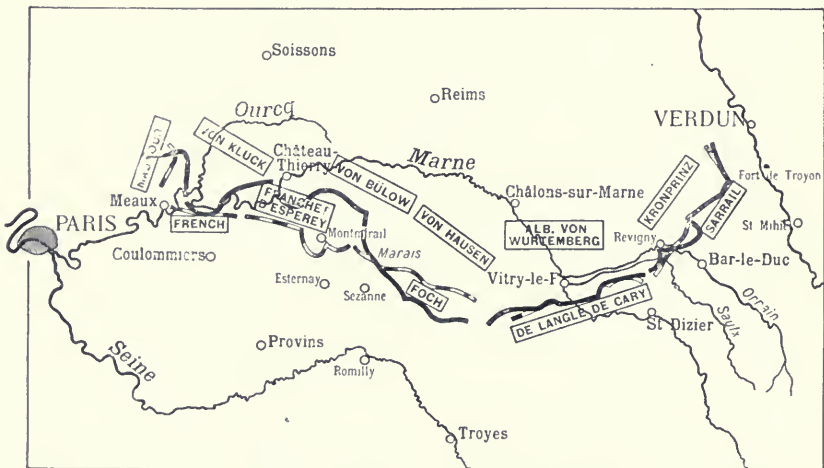 Soissons
Reims
Ourcq
VERDUN
VON KLUCK
Château-
Thierry
Marne
Fort de Troyon
KRONPRINZ
VON BÜLOW
Meaux
FRANCHET
D'ESPEREY
Châlons-sur-Marne
SARRAIL
PARIS
FRENCH
VON HAUSEN
ALB. VON
WURTEMBERG
St Mihiel
Montmirail
Revigny
Coulommiers
Marais
Bar-le-Duc
Vitry-le-F
Esternay
Sézanne
FOCH
DE LANGLE DE CARY
Orrain
Saulx
St Dizier
Seine
Provins
Romilly
Troyes